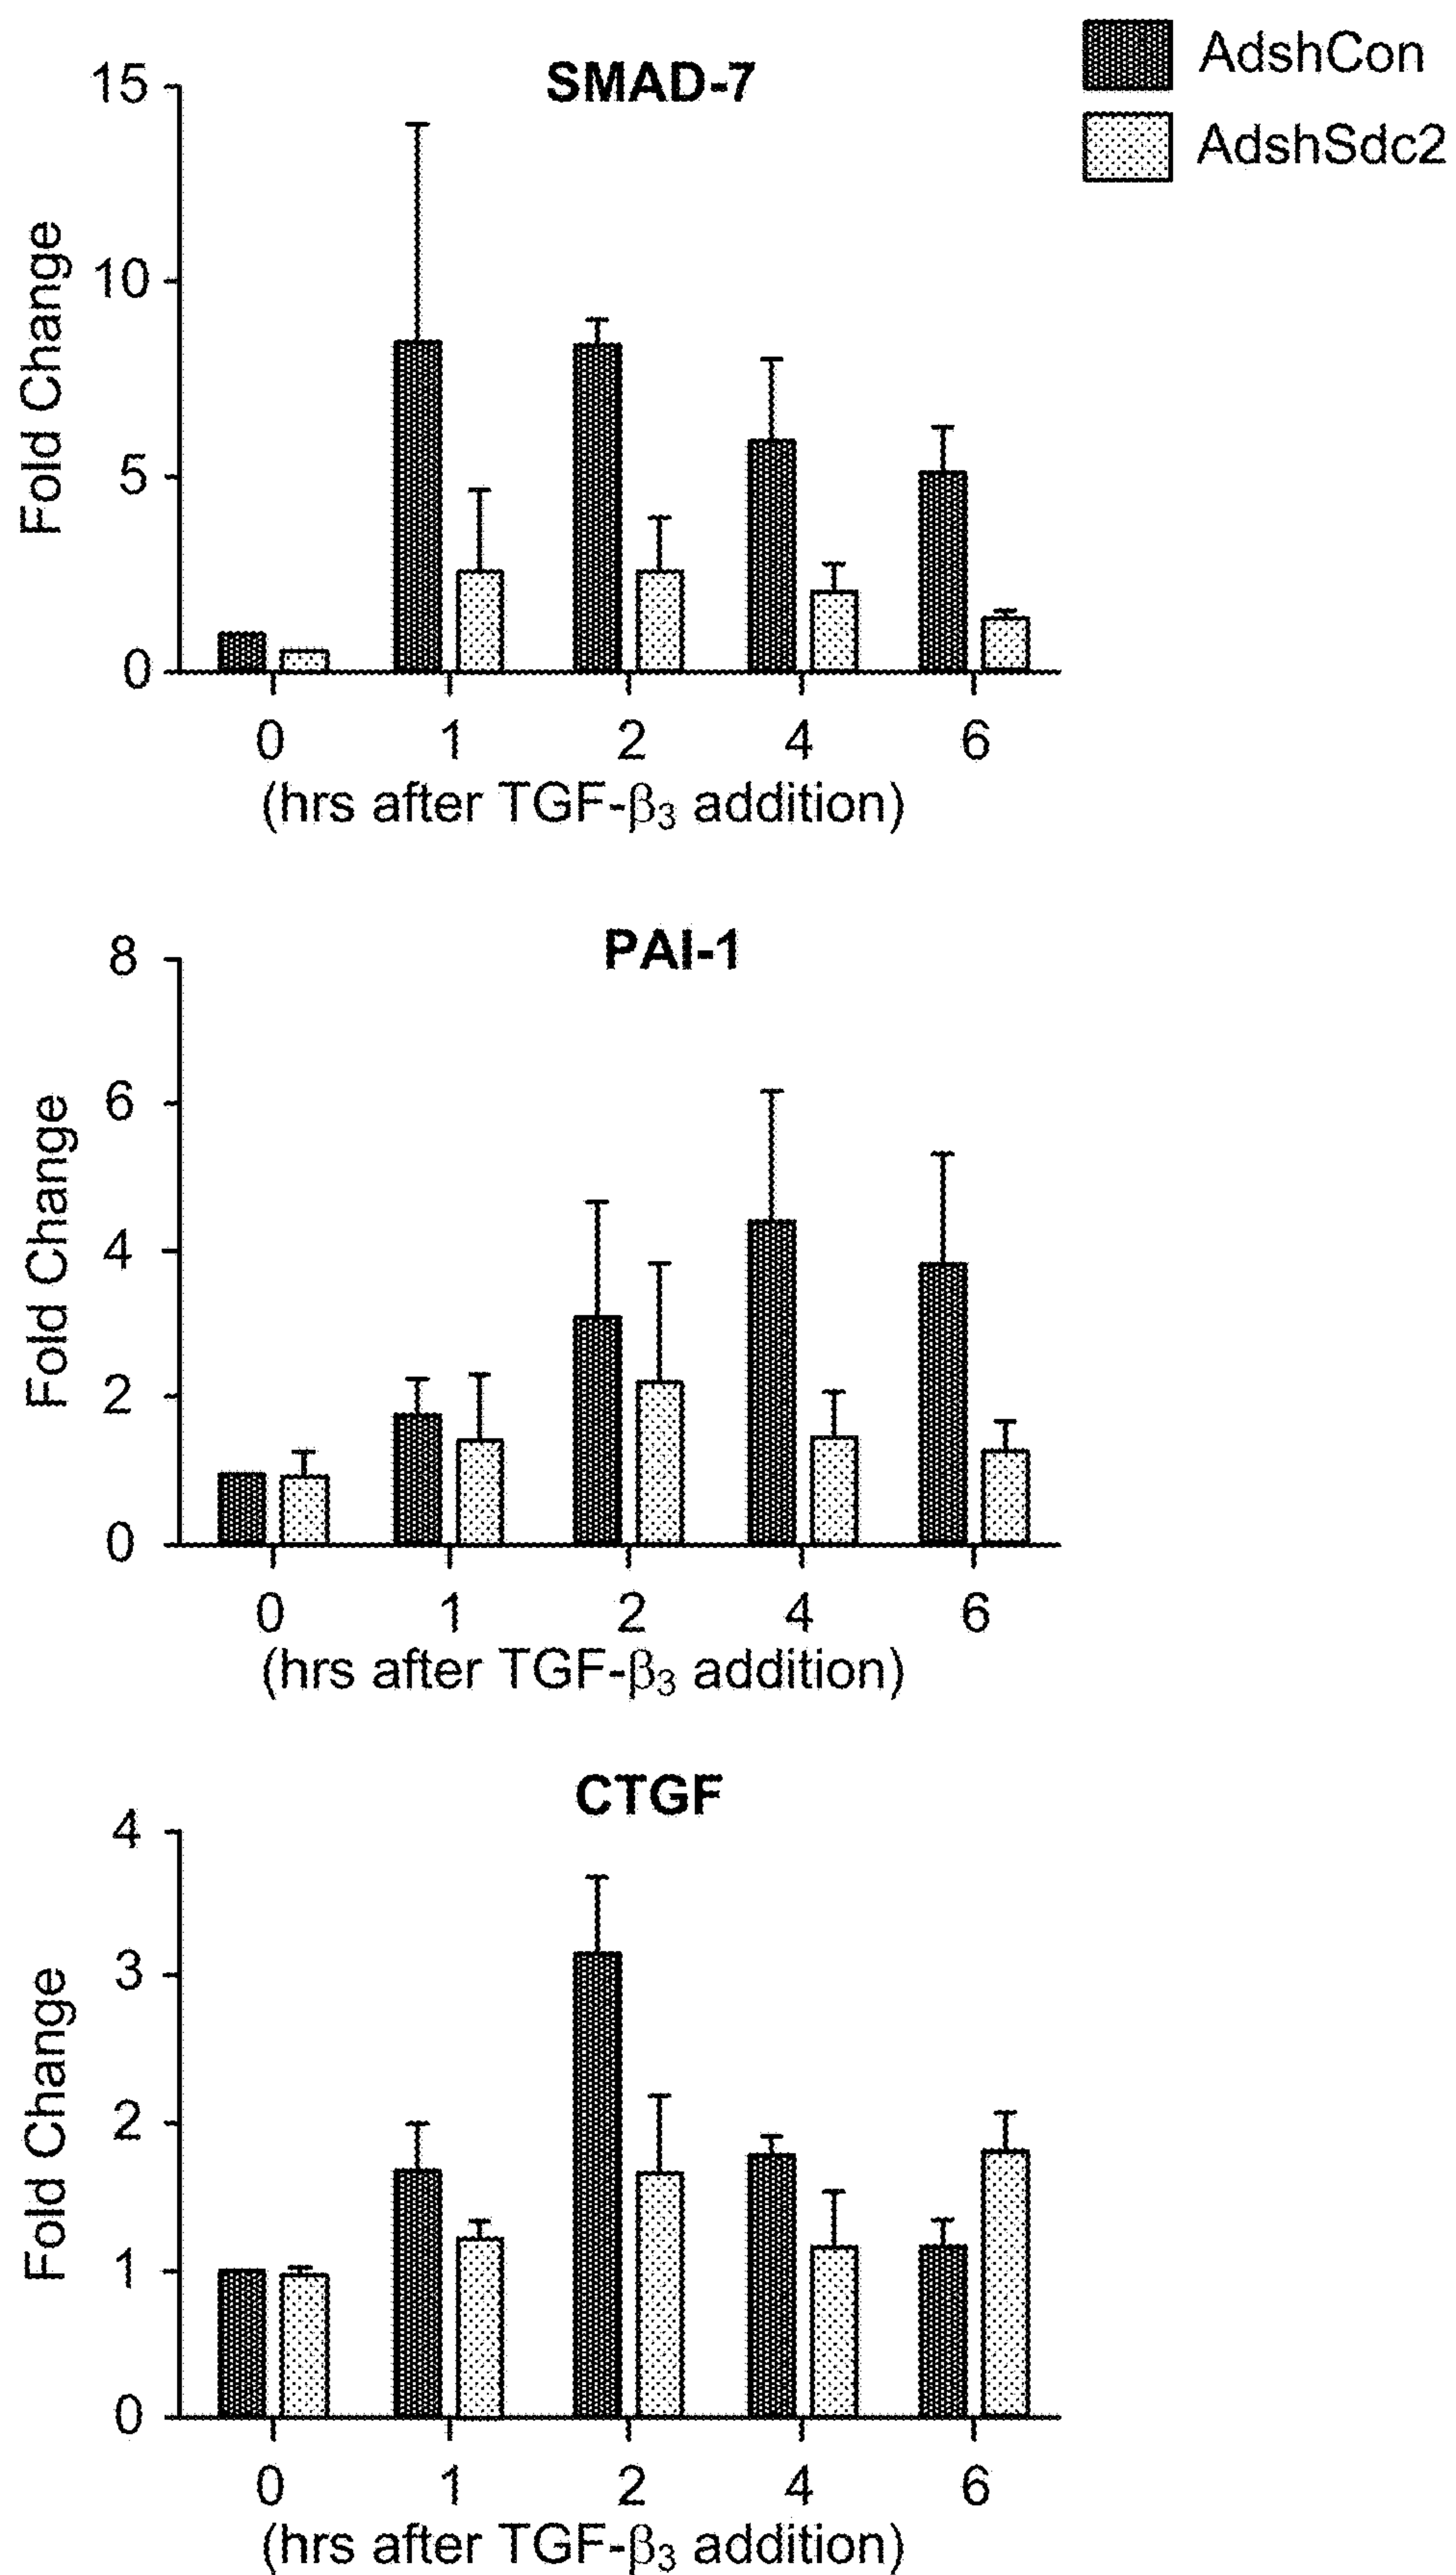 AdshCon
AdshSdc2
SMAD-7
15
10
5
0
Fold Change
0 1 2 4 6
(hrs after TGF-β₃ addition)
PAI-1
8
6
4
2
0
Fold Change
0 1 2 4 6
(hrs after TGF-β₃ addition)
CTGF
4
3
2
1
0
Fold Change
0 1 2 4 6
(hrs after TGF-β₃ addition)